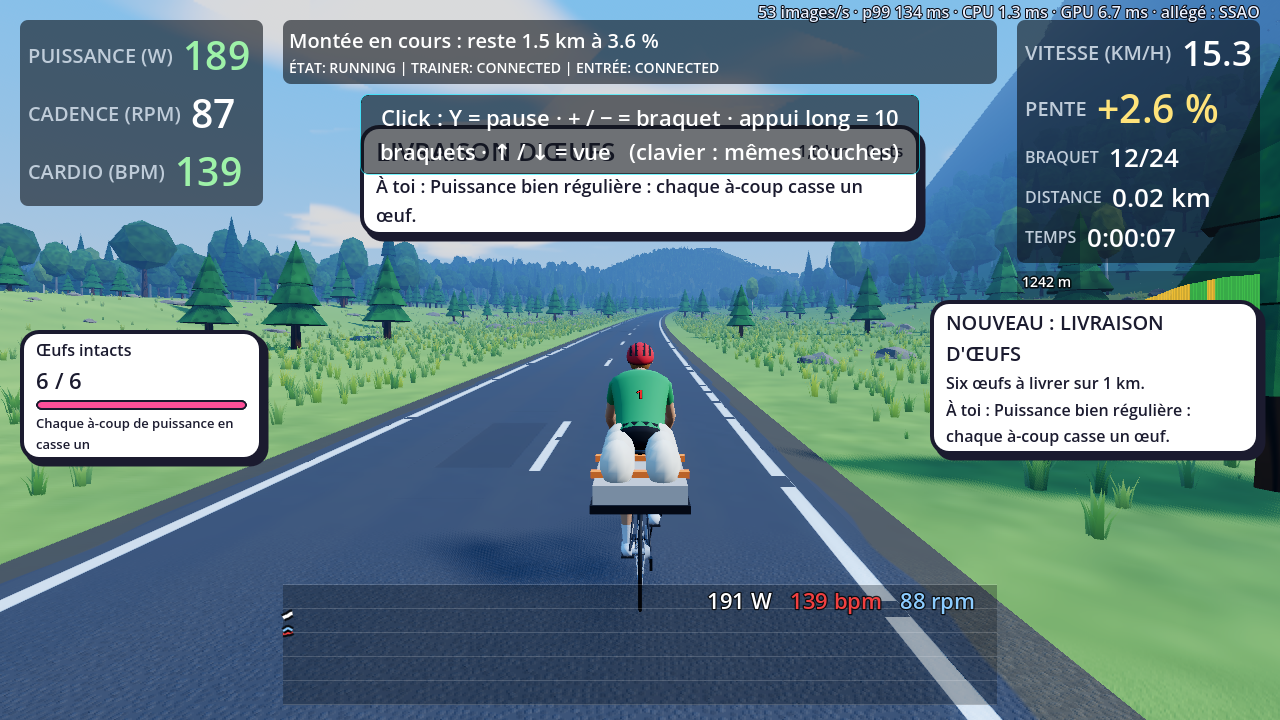 53 images/s · p99 134 ms · CPU 1.3 ms · GPU 6.7 ms · allégé : SSAO
PUISSANCE (W) 189
CADENCE (RPM) 87
CARDIO (BPM) 139
Montée en cours : reste 1.5 km à 3.6 %
ÉTAT: RUNNING | TRAINER: CONNECTED | ENTRÉE: CONNECTED
VITESSE (KM/H) 15.3
PENTE +2.6 %
BRAQUET 12/24
DISTANCE 0.02 km
TEMPS 0:00:07
Click : Y = pause · + / − = braquet · appui long = 10
braquets · ↑ / ↓ = vue (clavier : mêmes touches)
LIVRAISON D'ŒUFS
À toi : Puissance bien régulière : chaque à-coup casse un
œuf.
1242 m
Œufs intacts
6 / 6
Chaque à-coup de puissance en
casse un
NOUVEAU : LIVRAISON
D'ŒUFS
Six œufs à livrer sur 1 km.
À toi : Puissance bien régulière :
chaque à-coup casse un œuf.
1
191 W 139 bpm 88 rpm